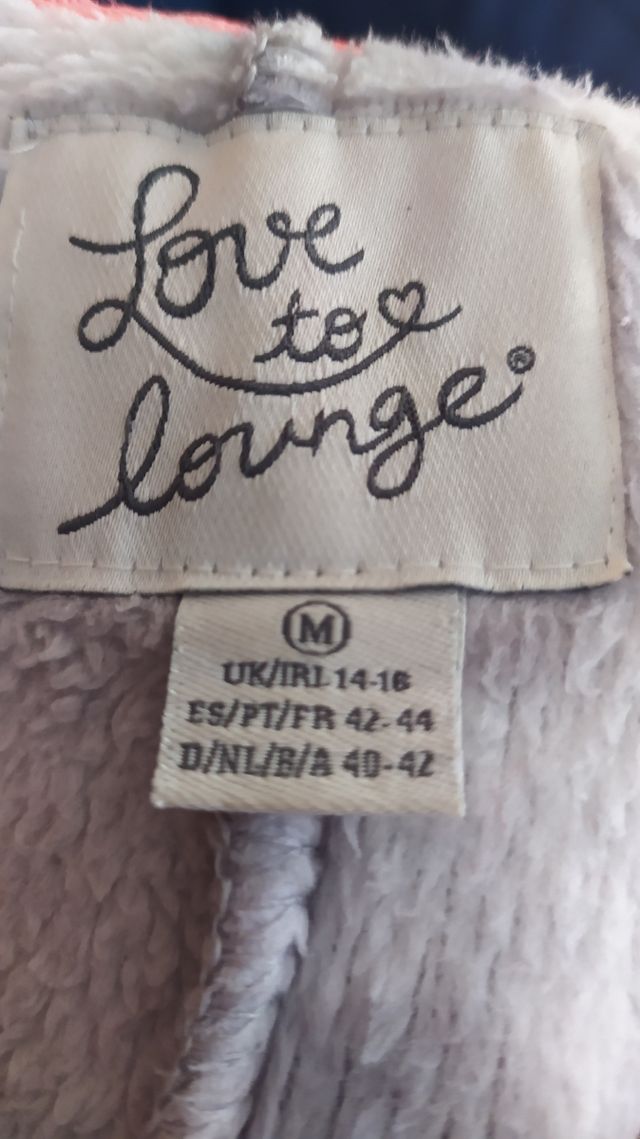 Love
to
lounge®
M
UK/IRL 14-16
ES/PT/FR 42-44
D/NL/B/A 40-42